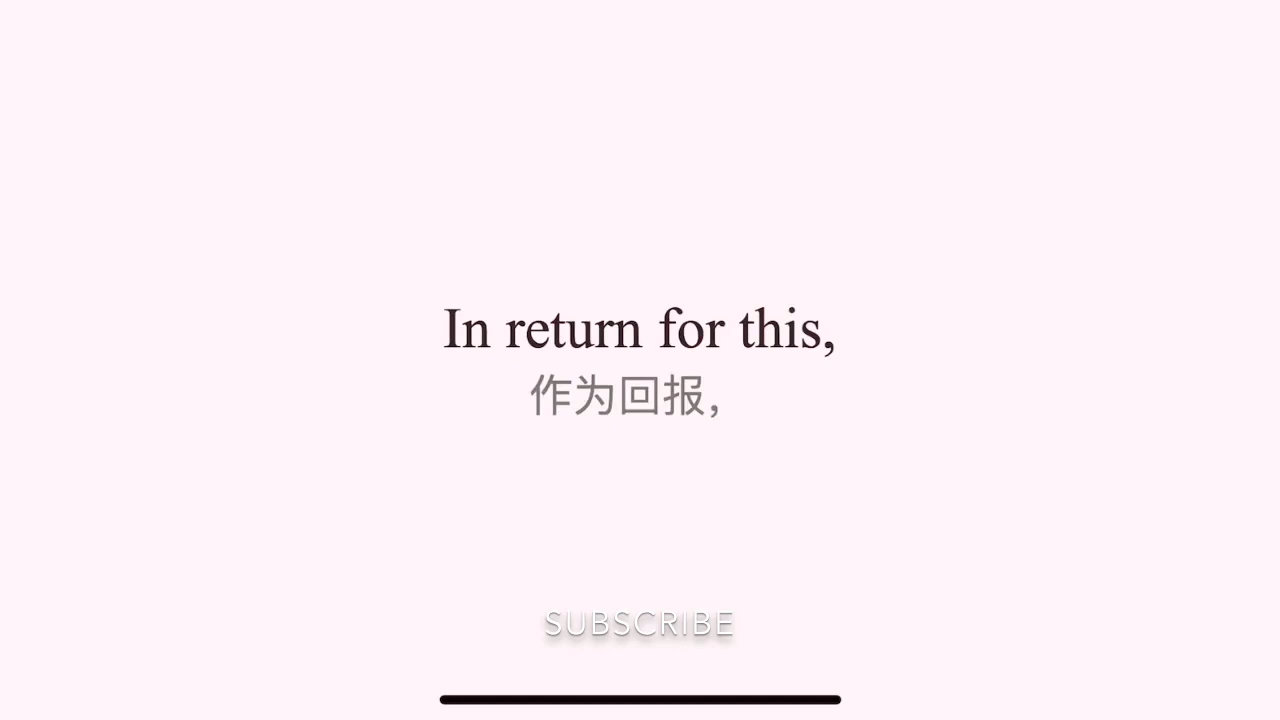 In return for this,
作为回报，
SUBSCRIBE